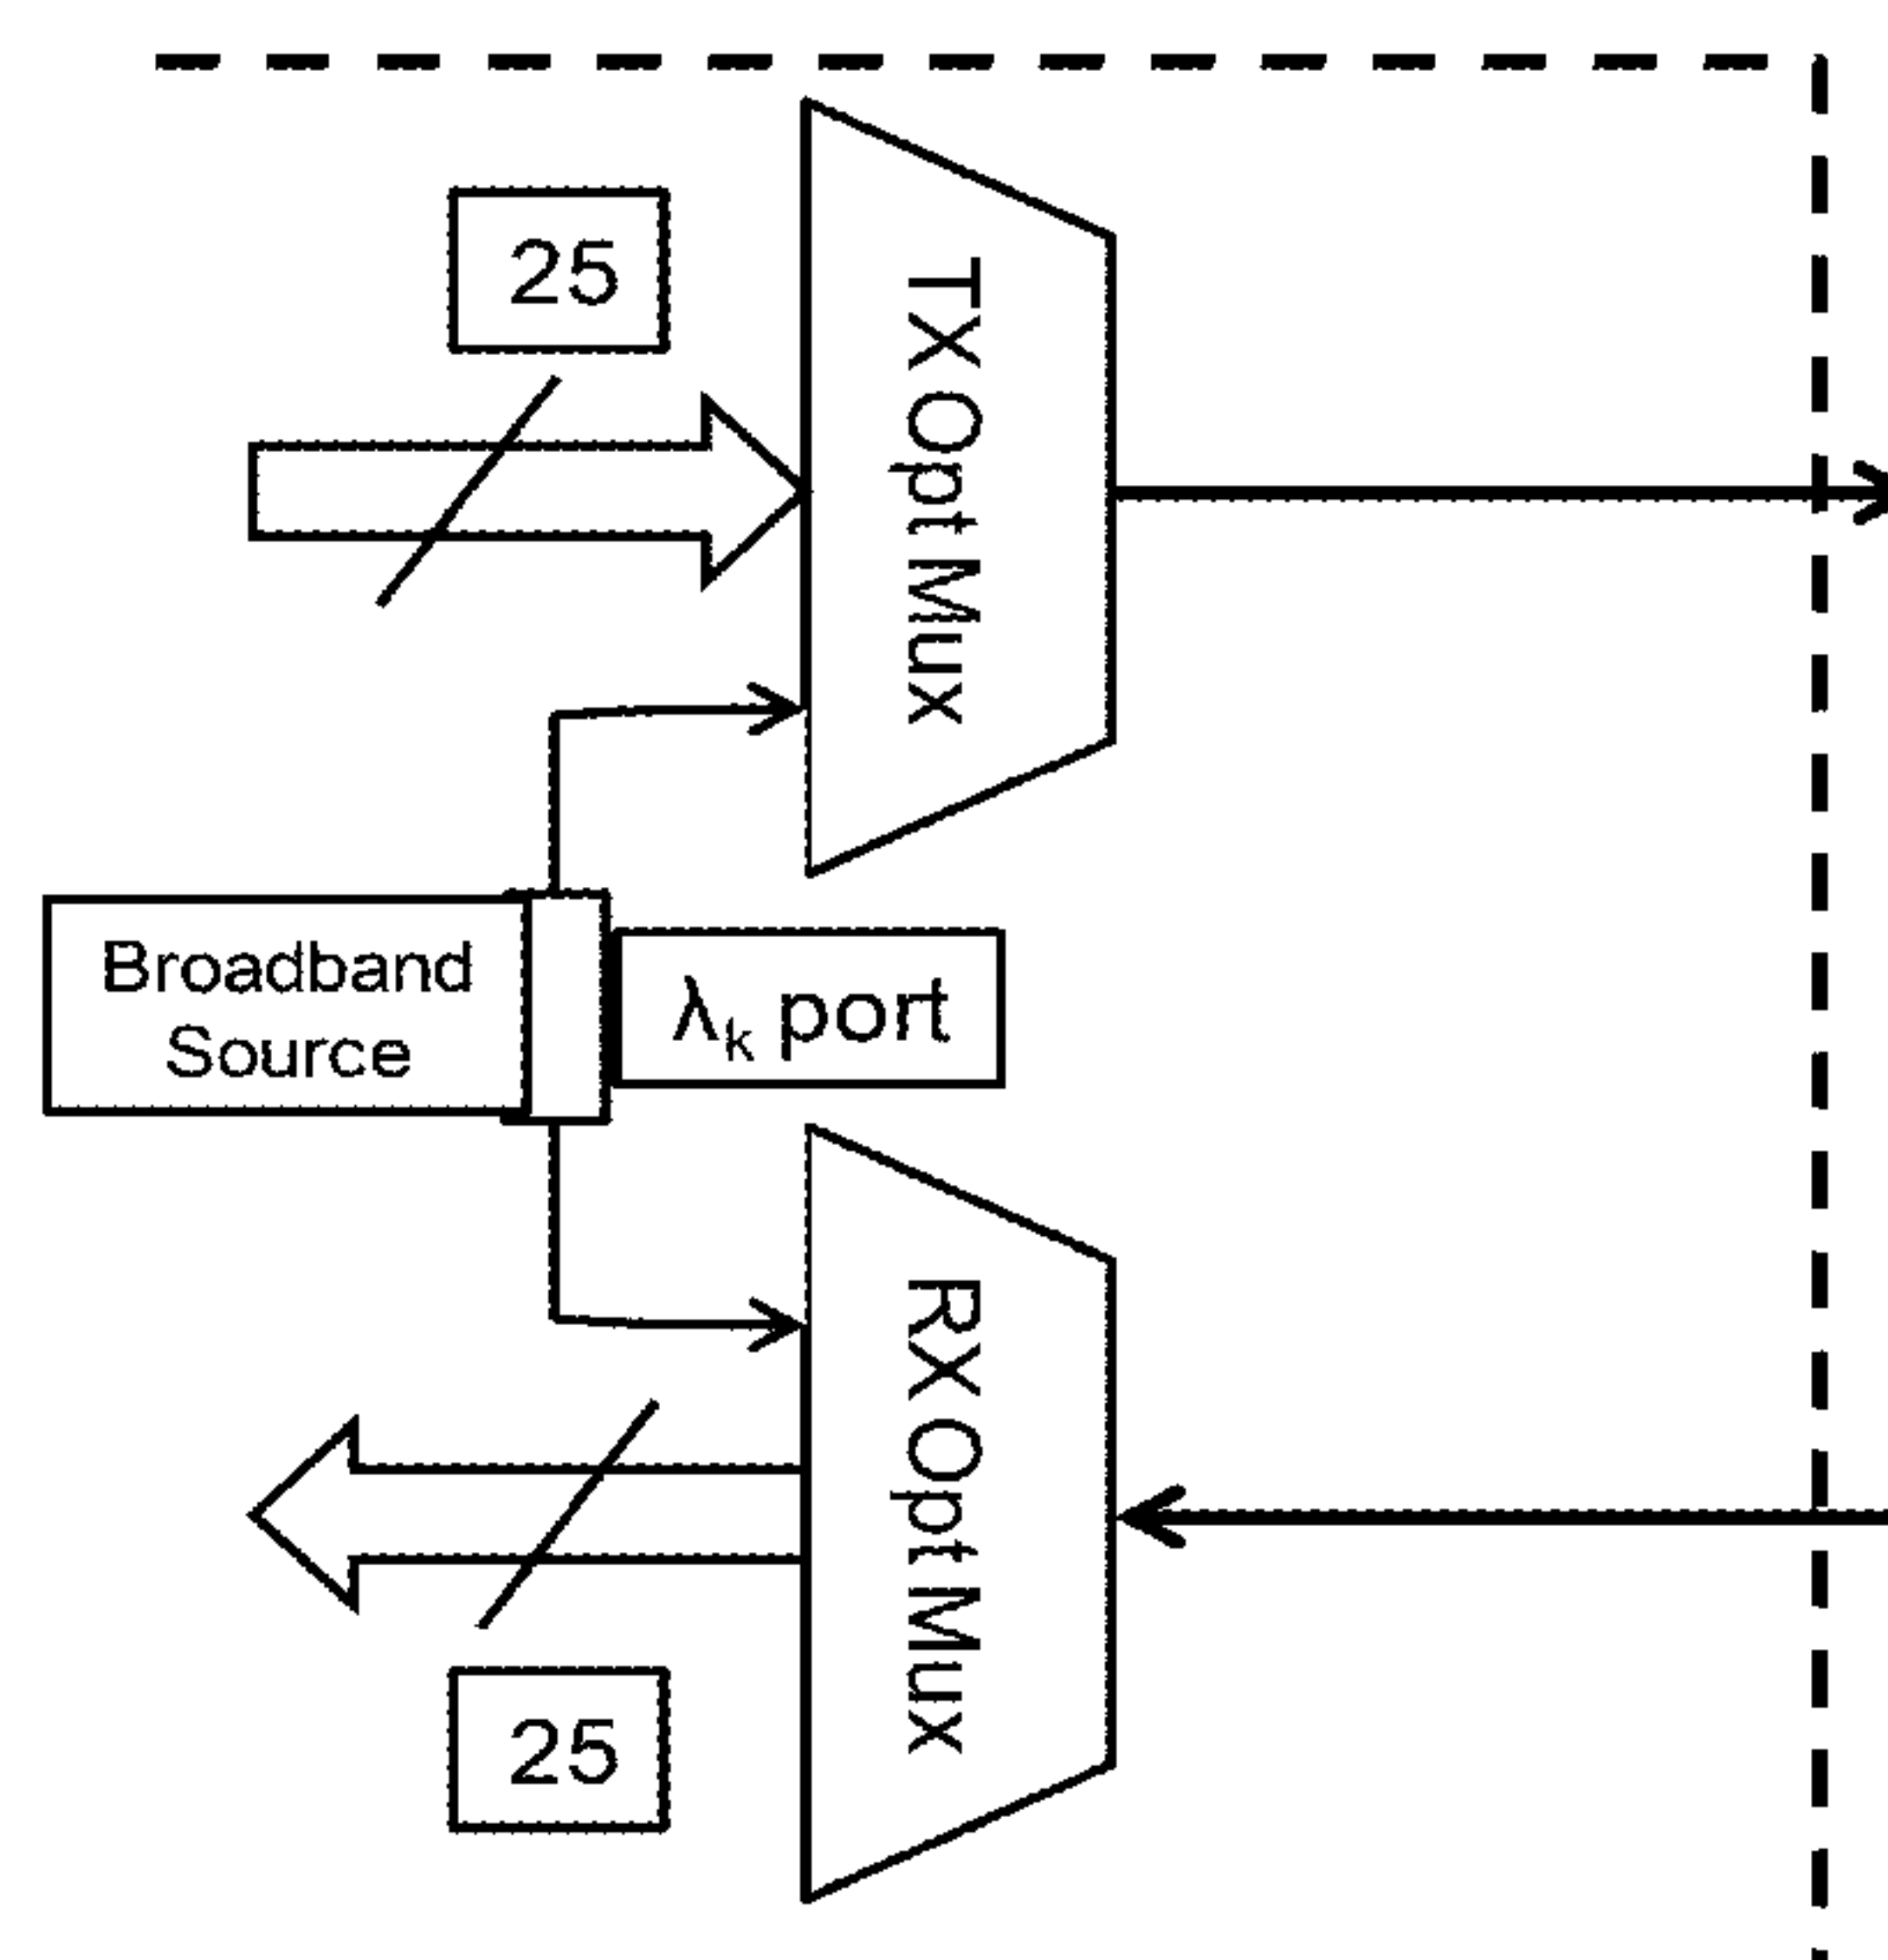 25
TX Opt Mux
Broadband
Source
λk port
RX Opt Mux
25